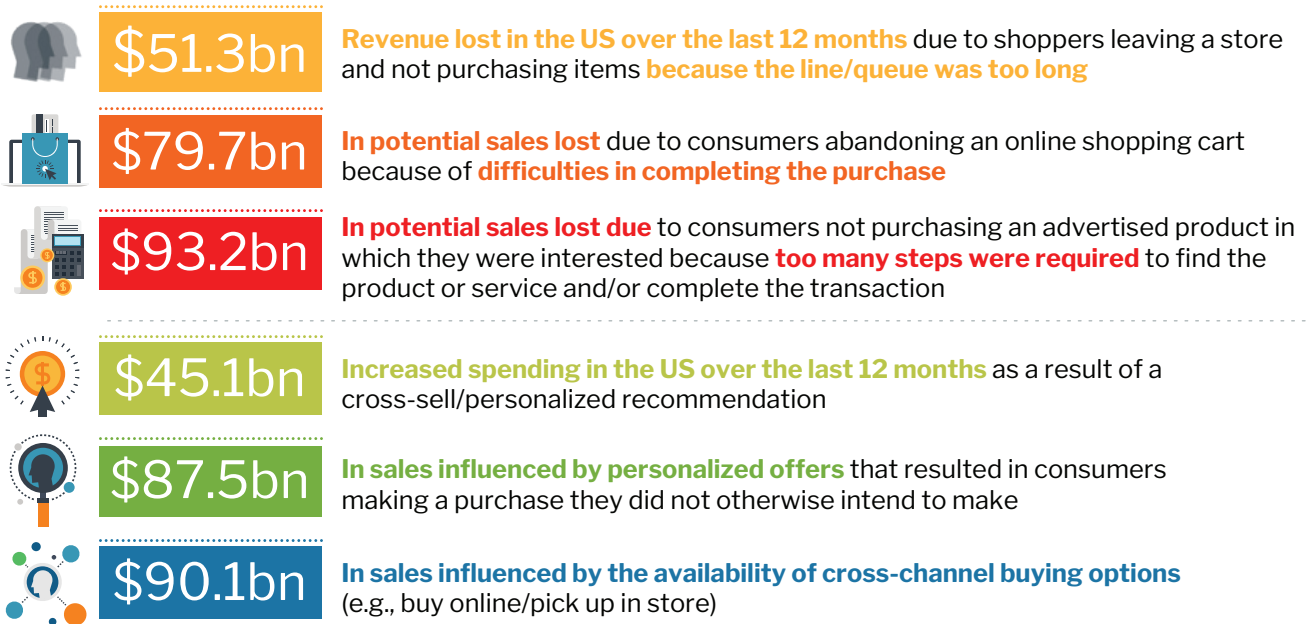 $51.3bn
Revenue lost in the US over the last 12 months due to shoppers leaving a store
and not purchasing items because the line/queue was too long
$79.7bn
In potential sales lost due to consumers abandoning an online shopping cart
because of difficulties in completing the purchase
$93.2bn
In potential sales lost due to consumers not purchasing an advertised product in
which they were interested because too many steps were required to find the
product or service and/or complete the transaction
$45.1bn
Increased spending in the US over the last 12 months as a result of a
cross-sell/personalized recommendation
$87.5bn
In sales influenced by personalized offers that resulted in consumers
making a purchase they did not otherwise intend to make
$90.1bn
In sales influenced by the availability of cross-channel buying options
(e.g., buy online/pick up in store)